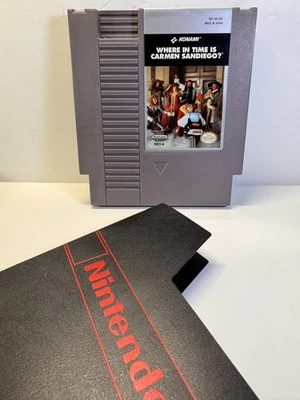 KONAMI
WHERE IN TIME IS
CARMEN SANDIEGO?
Nintendo